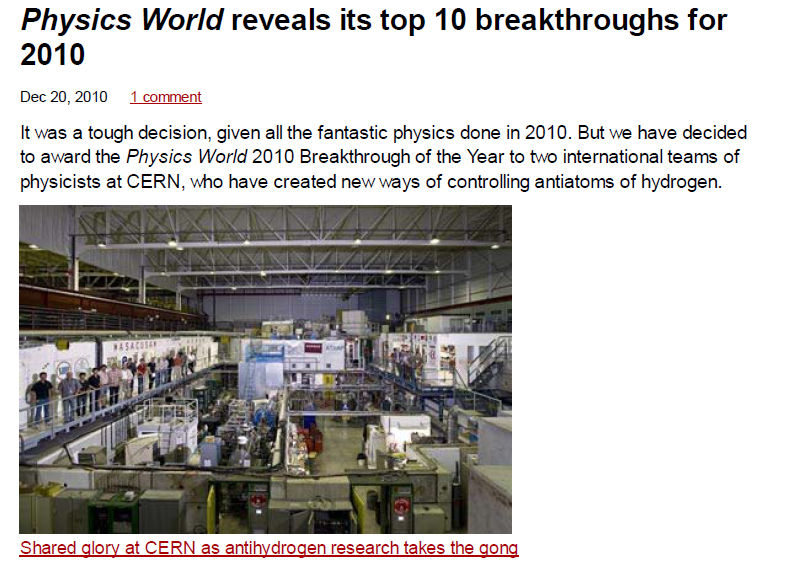 Physics World reveals its top 10 breakthroughs for
2010
Dec 20, 2010 1 comment
It was a tough decision, given all the fantastic physics done in 2010. But we have decided
to award the Physics World 2010 Breakthrough of the Year to two international teams of
physicists at CERN, who have created new ways of controlling antiatoms of hydrogen.
ASACUSA
Shared glory at CERN as antihydrogen research takes the gong